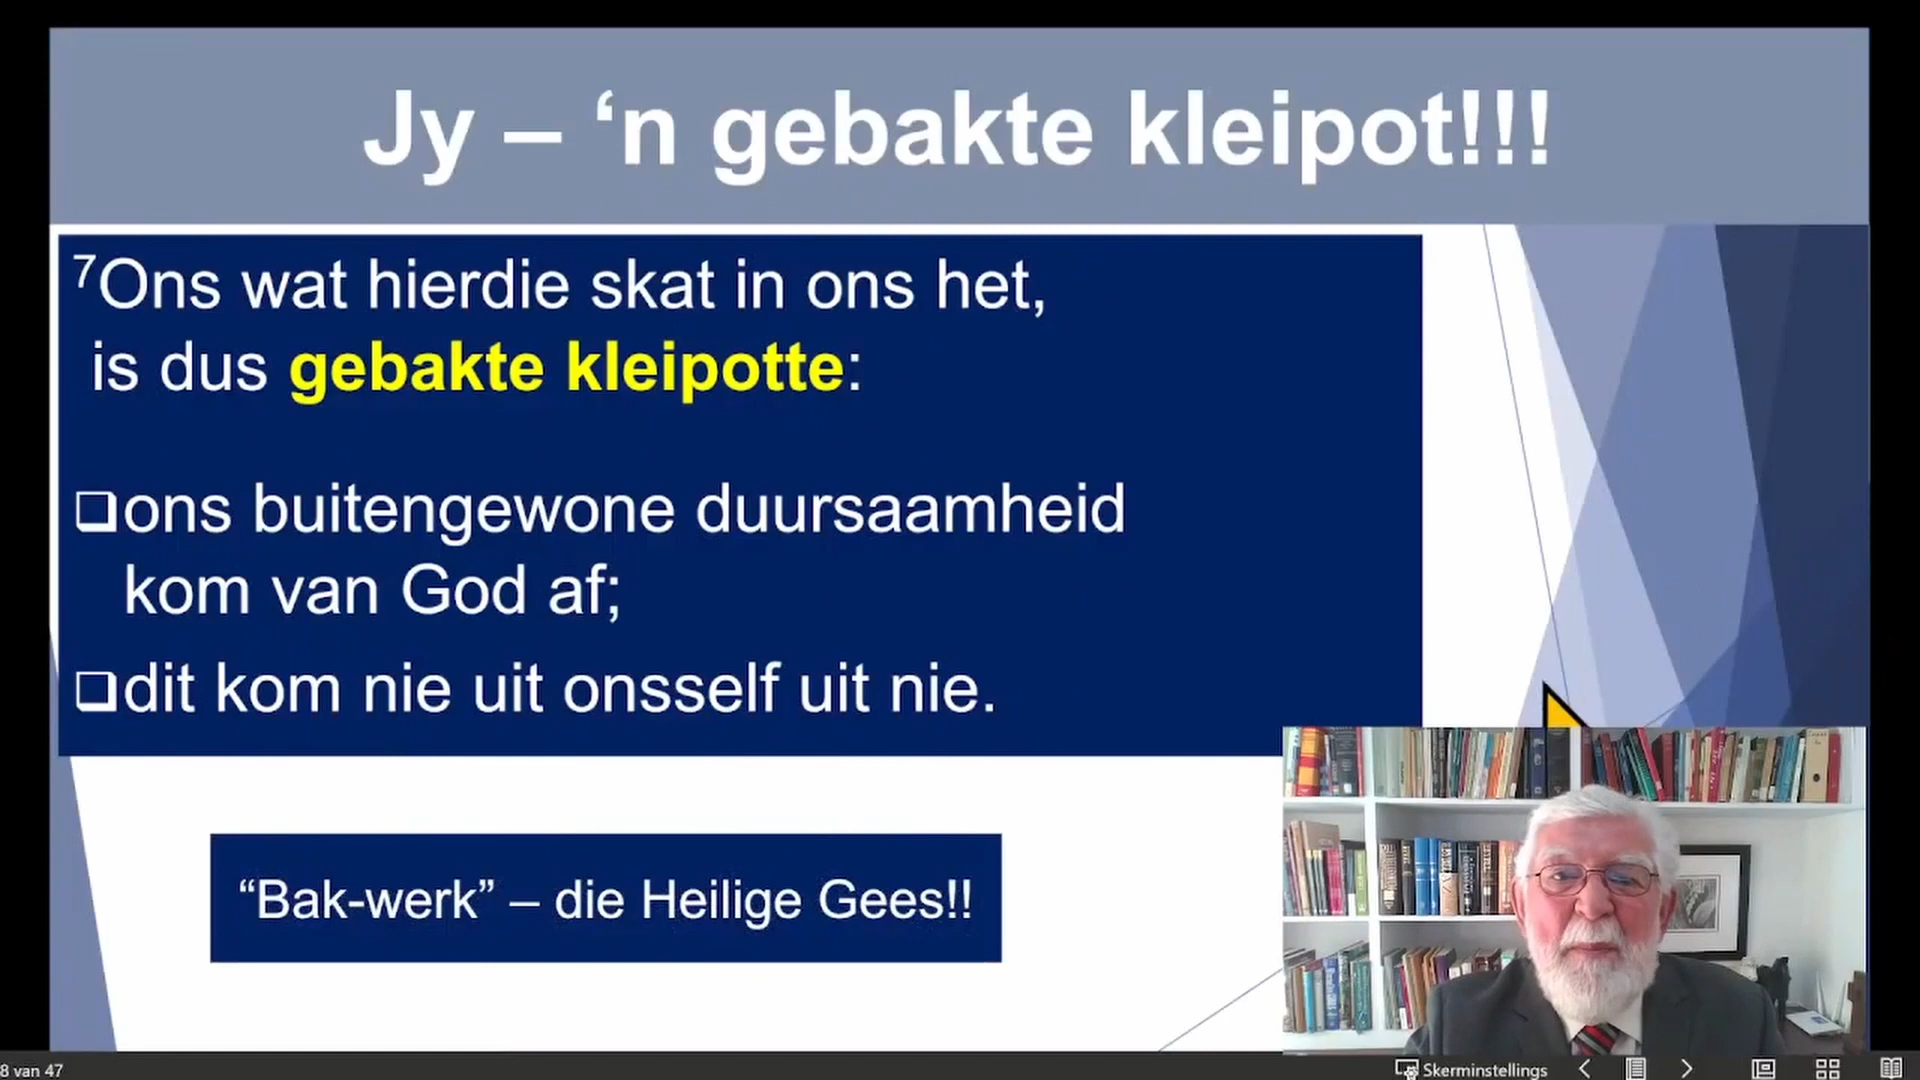 Jy – ‘n gebakte kleipot!!!
⁷Ons wat hierdie skat in ons het,
is dus gebakte kleipotte:
❑ons buitengewone duursaamheid
kom van God af;
❑dit kom nie uit onsself uit nie.
“Bak-werk” – die Heilige Gees!!
8 van 47
Skerminstellings